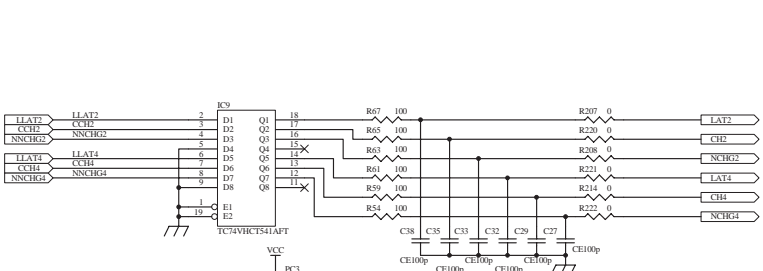 IC9
LLAT2 LLAT2 2 D1 Q1 18 R67 100 R207 0 LAT2
CCH2 CCH2 3 D2 Q2 17 R65 100 R220 0 CH2
NNCHG2 NNCHG2 4 D3 Q3 16 R63 100 R208 0 NCHG2
5 D4 Q4 15
LLAT4 LLAT4 6 D5 Q5 14 R61 100 R221 0 LAT4
CCH4 CCH4 7 D6 Q6 13 R59 100 R214 0 CH4
NNCHG4 NNCHG4 8 D7 Q7 12 R54 100 R222 0 NCHG4
9 D8 Q8 11
1 E1
19 E2
TC74VHCT541AFT
C38 C35 C33 C32 C29 C27
CE100p CE100p CE100p CE100p
CE100p CE100p
VCC
PC3